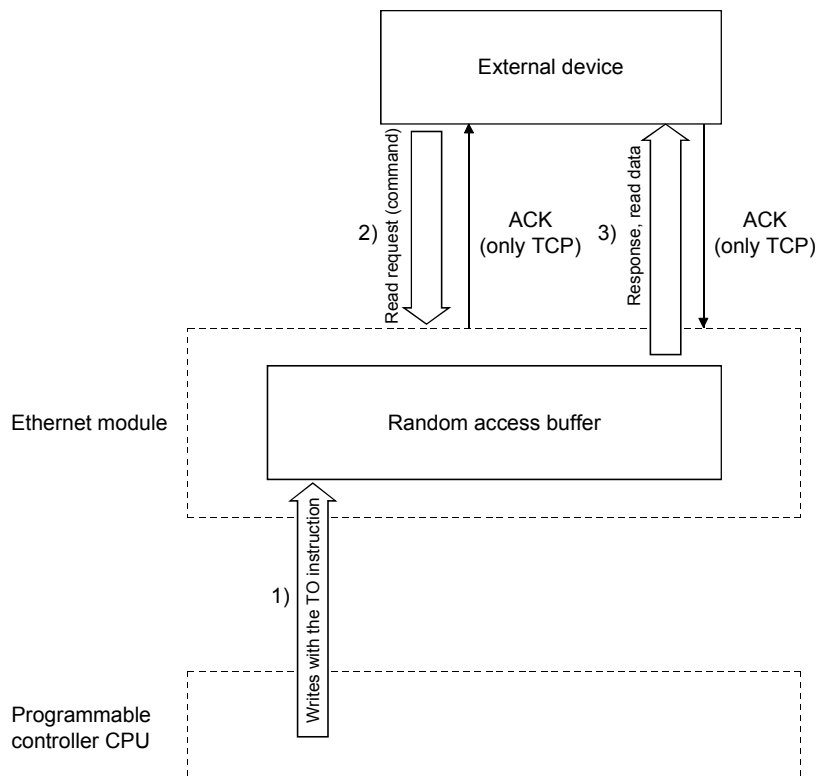 External device
2)
Read request (command)
ACK
(only TCP)
3)
Response, read data
ACK
(only TCP)
Ethernet module
Random access buffer
1)
Writes with the TO instruction
Programmable
controller CPU